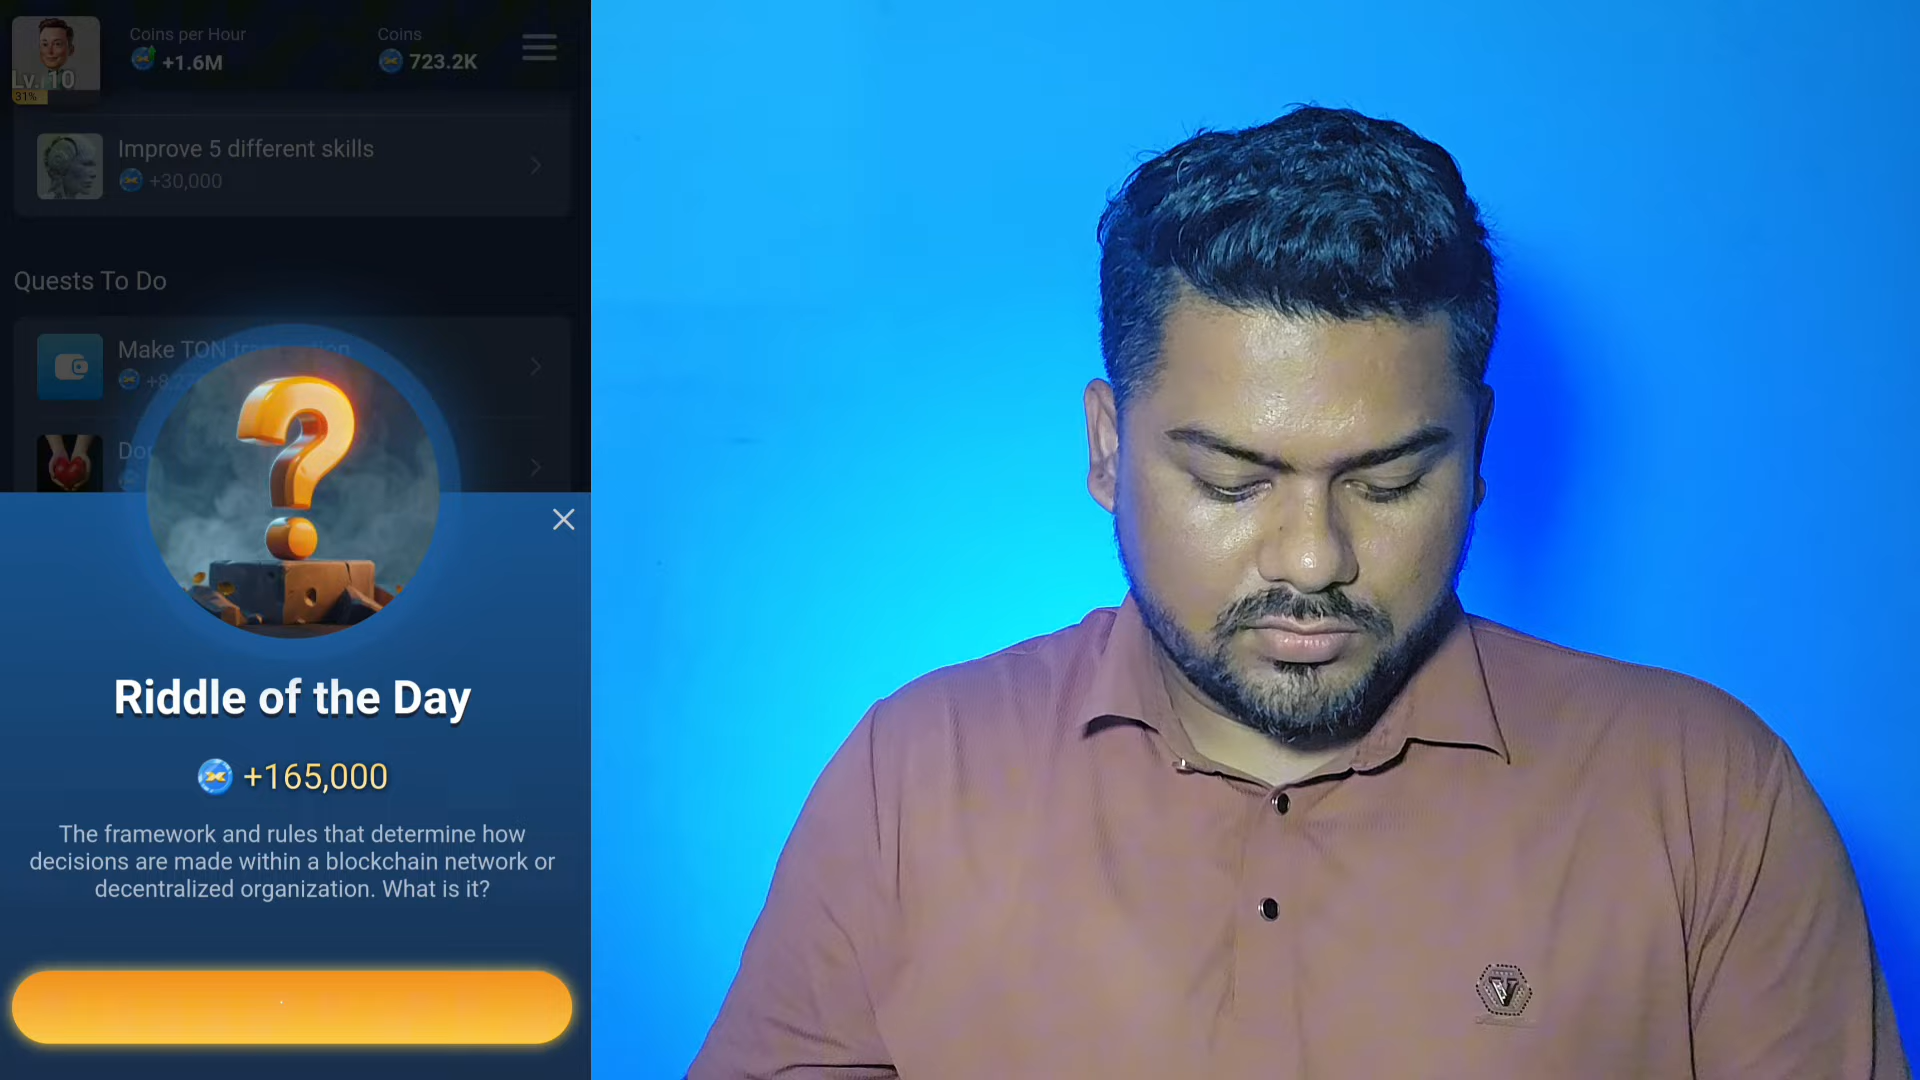 Coins per Hour
+1.6M
Coins
723.2K
Lv. 10
31%
Improve 5 different skills
+30,000
Quests To Do
Make TON transaction
Riddle of the Day
+165,000
The framework and rules that determine how
decisions are made within a blockchain network or
decentralized organization. What is it?